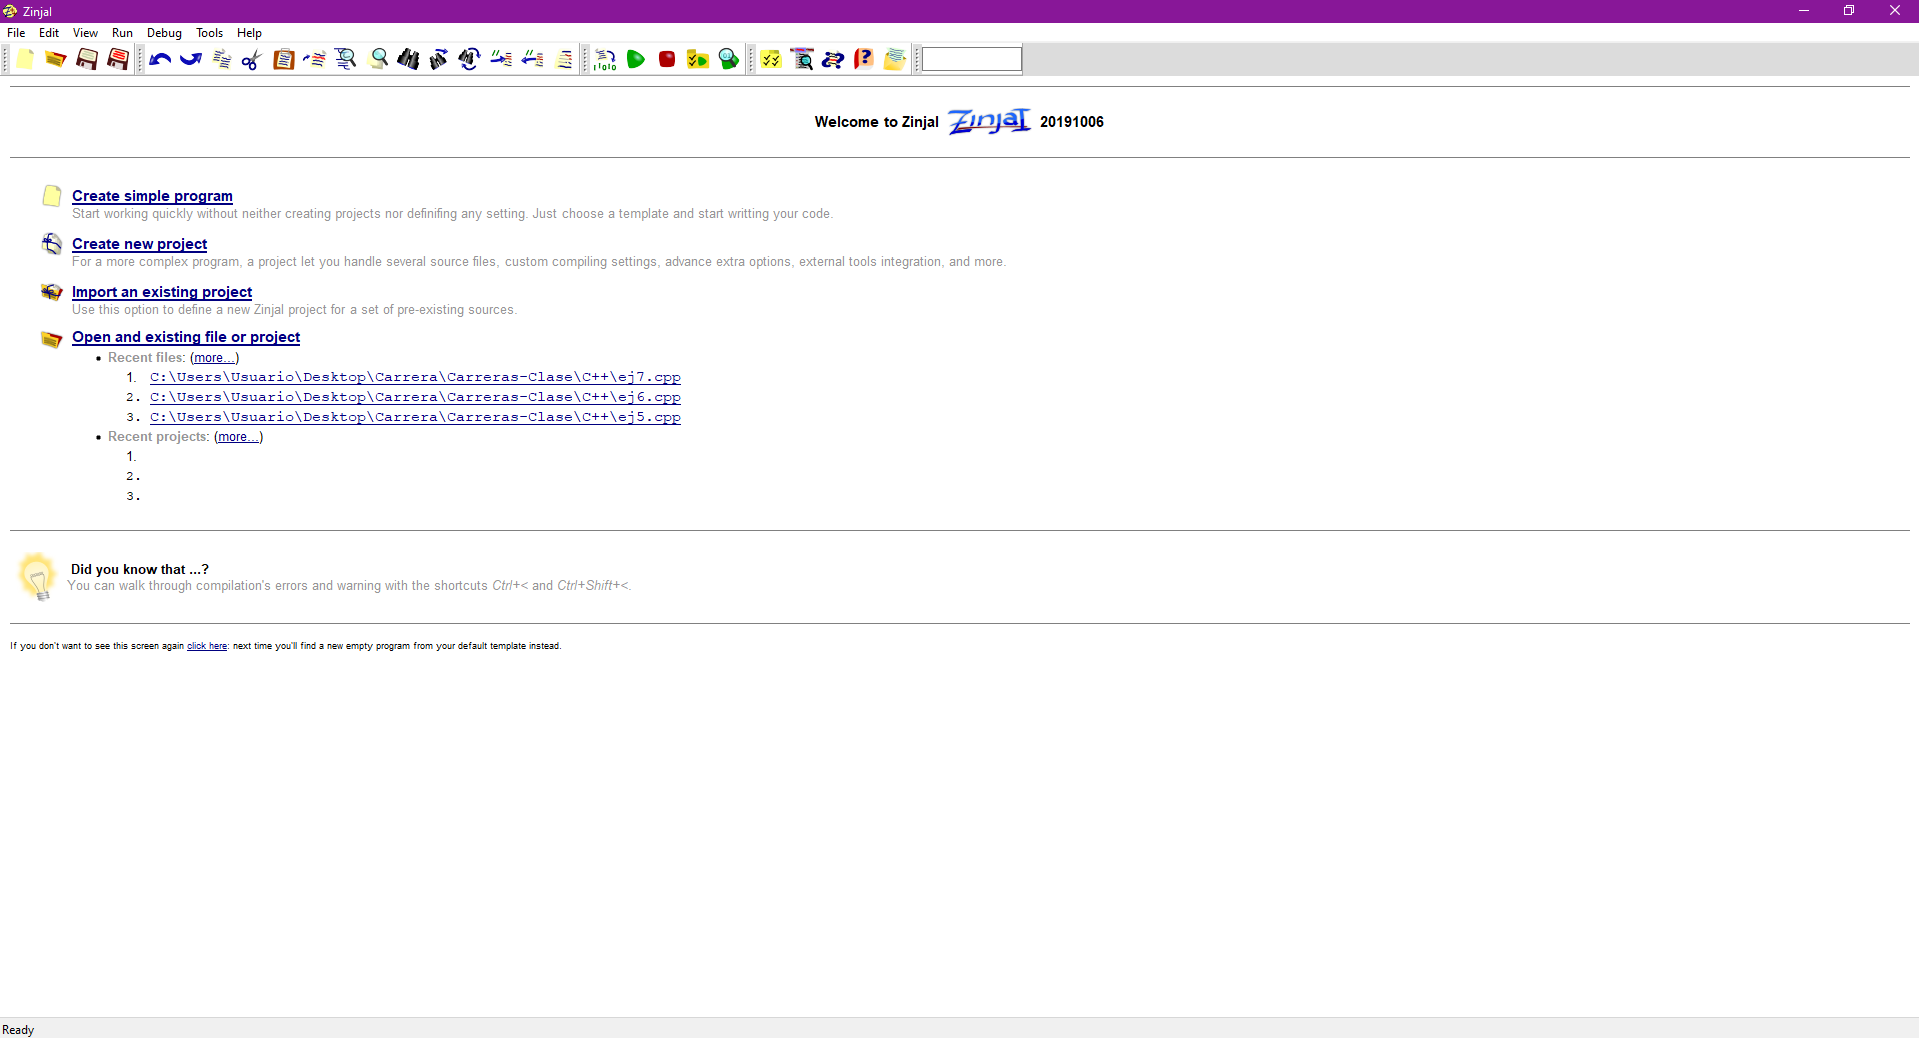 Zinjal
File Edit View Run Debug Tools Help
Welcome to Zinjal ZinjaI 20191006
Create simple program
Start working quickly without neither creating projects nor definifing any setting. Just choose a template and start writting your code.
Create new project
For a more complex program, a project let you handle several source files, custom compiling settings, advance extra options, external tools integration, and more.
Import an existing project
Use this option to define a new Zinjal project for a set of pre-existing sources.
Open and existing file or project
• Recent files: (more...)
1. C:\Users\Usuario\Desktop\Carrera\Carreras-Clase\C++\ej7.cpp
2. C:\Users\Usuario\Desktop\Carrera\Carreras-Clase\C++\ej6.cpp
3. C:\Users\Usuario\Desktop\Carrera\Carreras-Clase\C++\ej5.cpp
• Recent projects: (more...)
1.
2.
3.
Did you know that ...?
You can walk through compilation's errors and warning with the shortcuts Ctrl+< and Ctrl+Shift+<.
If you don't want to see this screen again click here: next time you'll find a new empty program from your default template instead.
Ready